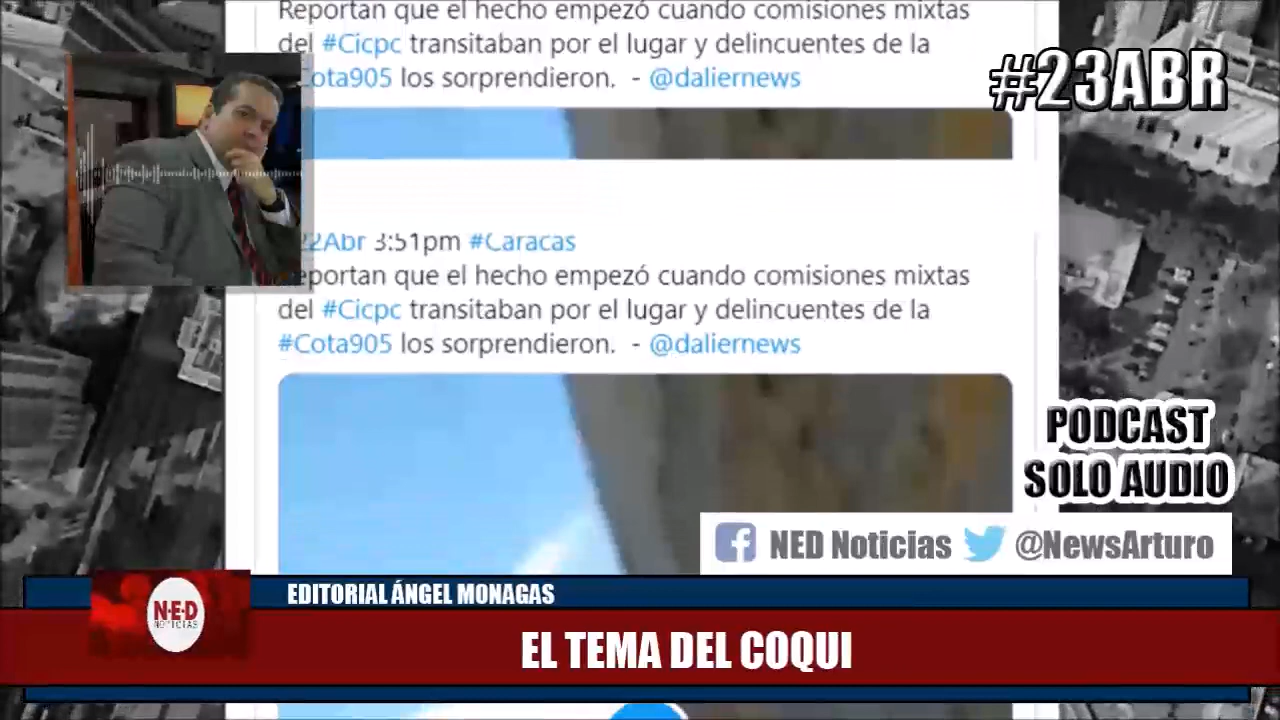 Reportan que el hecho empezó cuando comisiones mixtas
del #Cicpc transitaban por el lugar y delincuentes de la
Cota905 los sorprendieron. - @daliernews
#23ABR
22Abr 3:51pm #Caracas
eportan que el hecho empezó cuando comisiones mixtas
del #Cicpc transitaban por el lugar y delincuentes de la
#Cota905 los sorprendieron. - @daliernews
PODCAST
SOLO AUDIO
NED Noticias @NewsArturo
EDITORIAL ÁNGEL MONAGAS
N·E·D
NOTICIAS
EL TEMA DEL COQUI